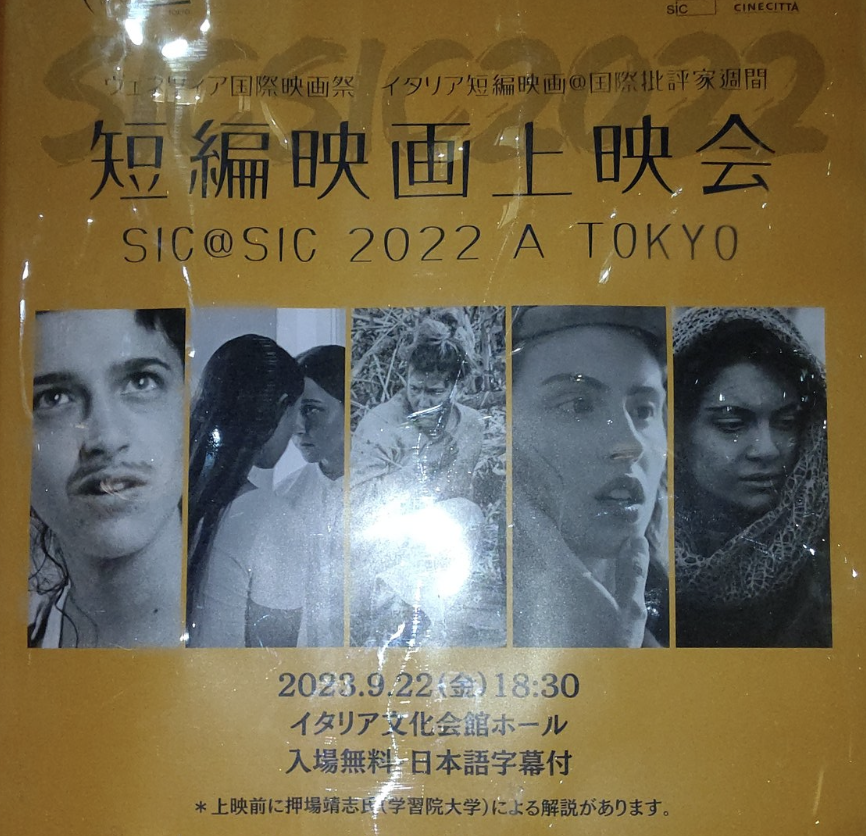 TOKYO
sic
CINECITTÀ
SIC@SIC2022
ヴェネツィア国際映画祭 イタリア短編映画@国際批評家週間
短編映画上映会
SIC@SIC 2022 A TOKYO
2023.9.22(金)18:30
イタリア文化会館ホール
入場無料 日本語字幕付
＊上映前に押場靖志氏(学習院大学)による解説があります。